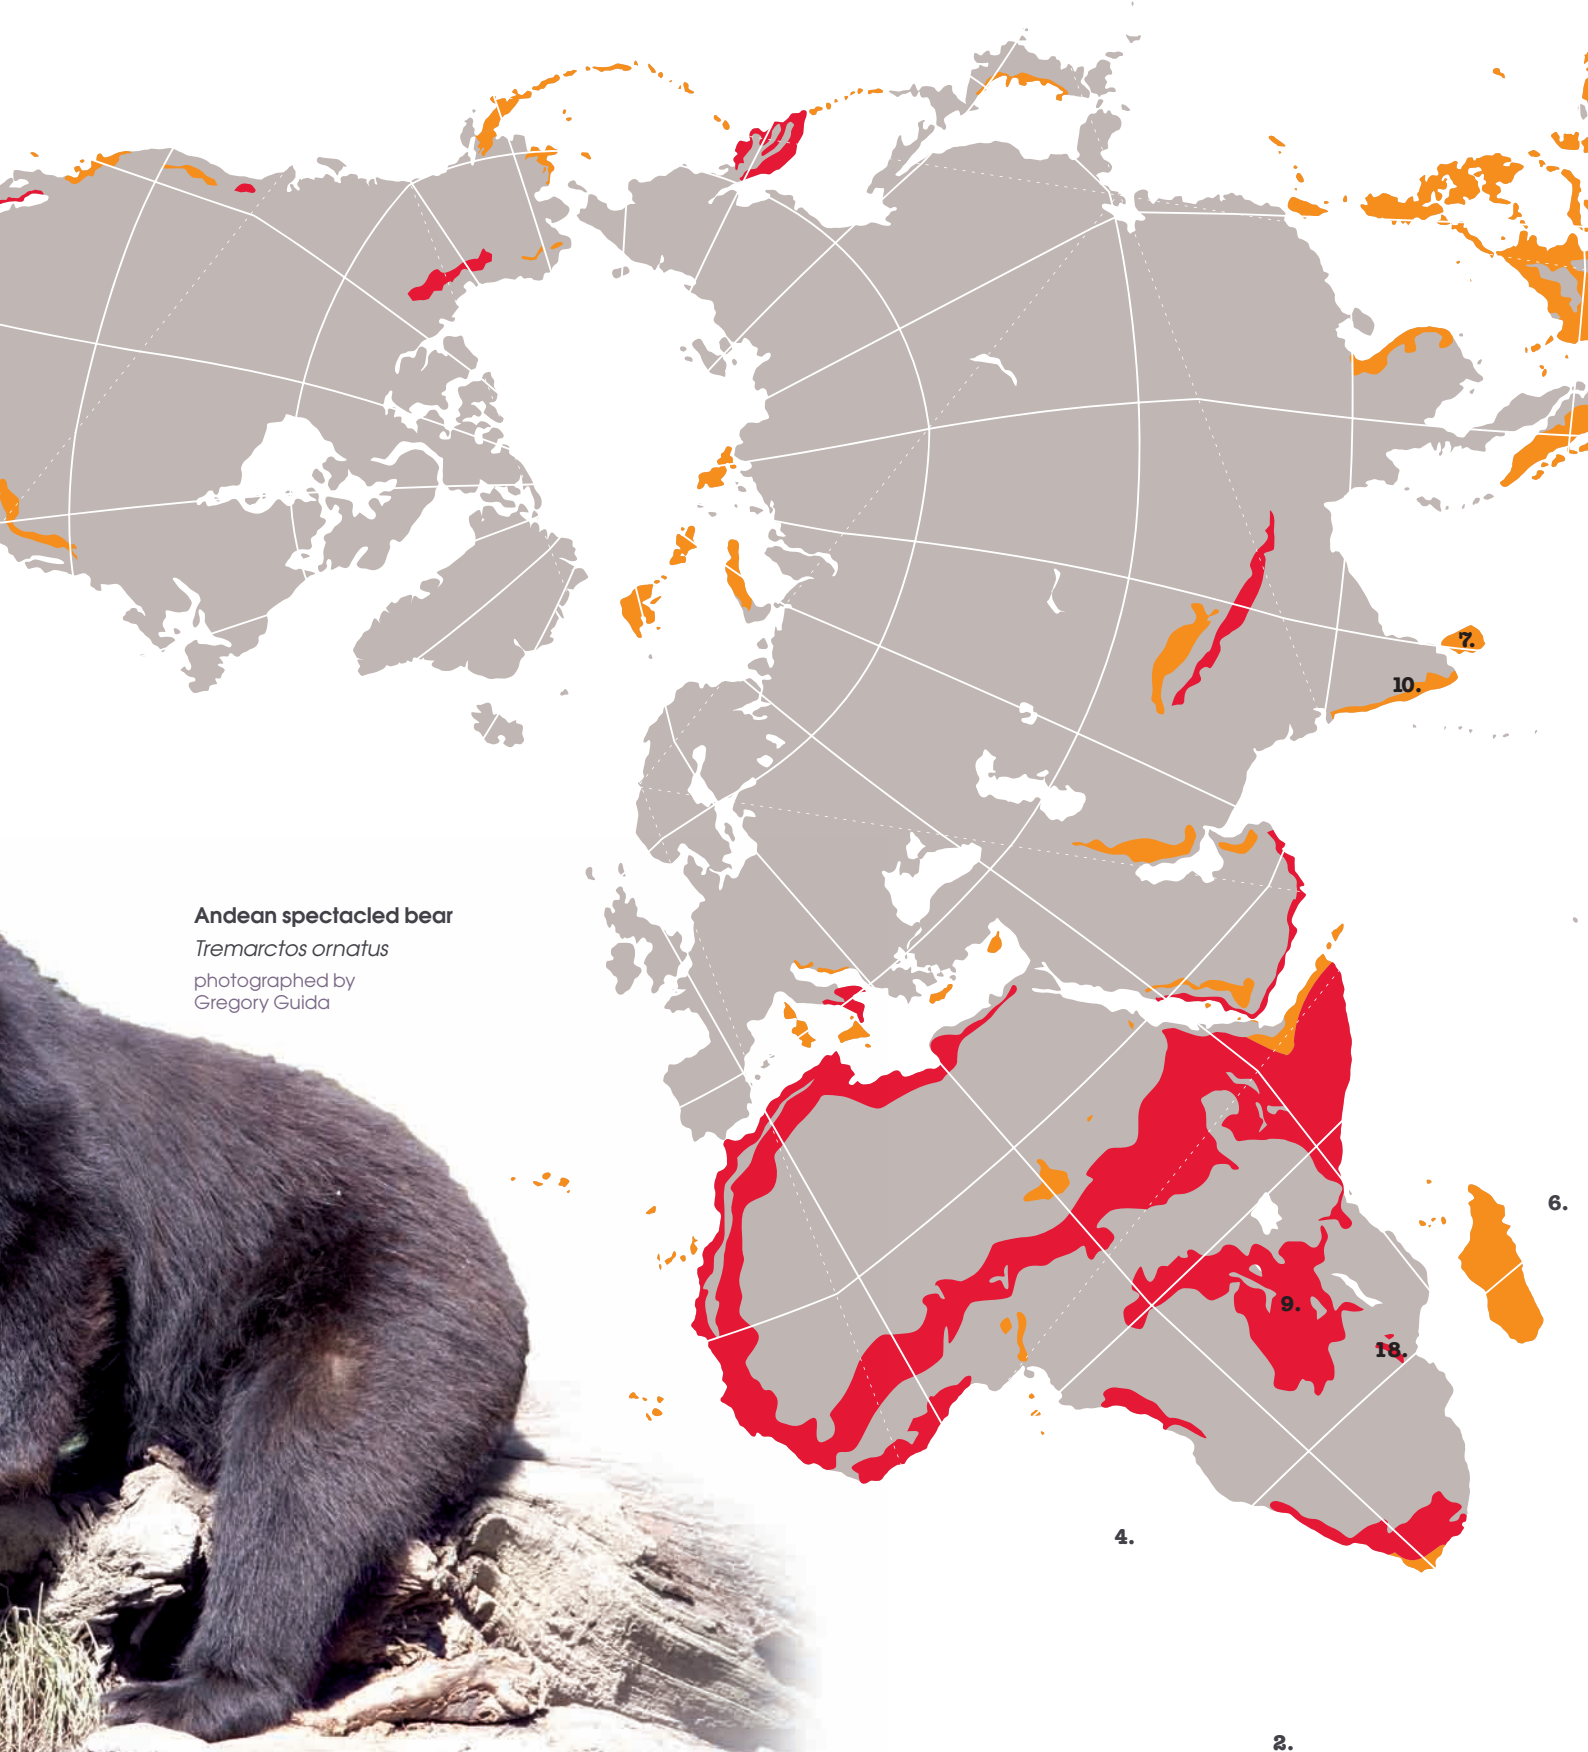 7.
10.
Andean spectacled bear
Tremarctos ornatus
photographed by
Gregory Guida
6.
9.
18.
4.
2.